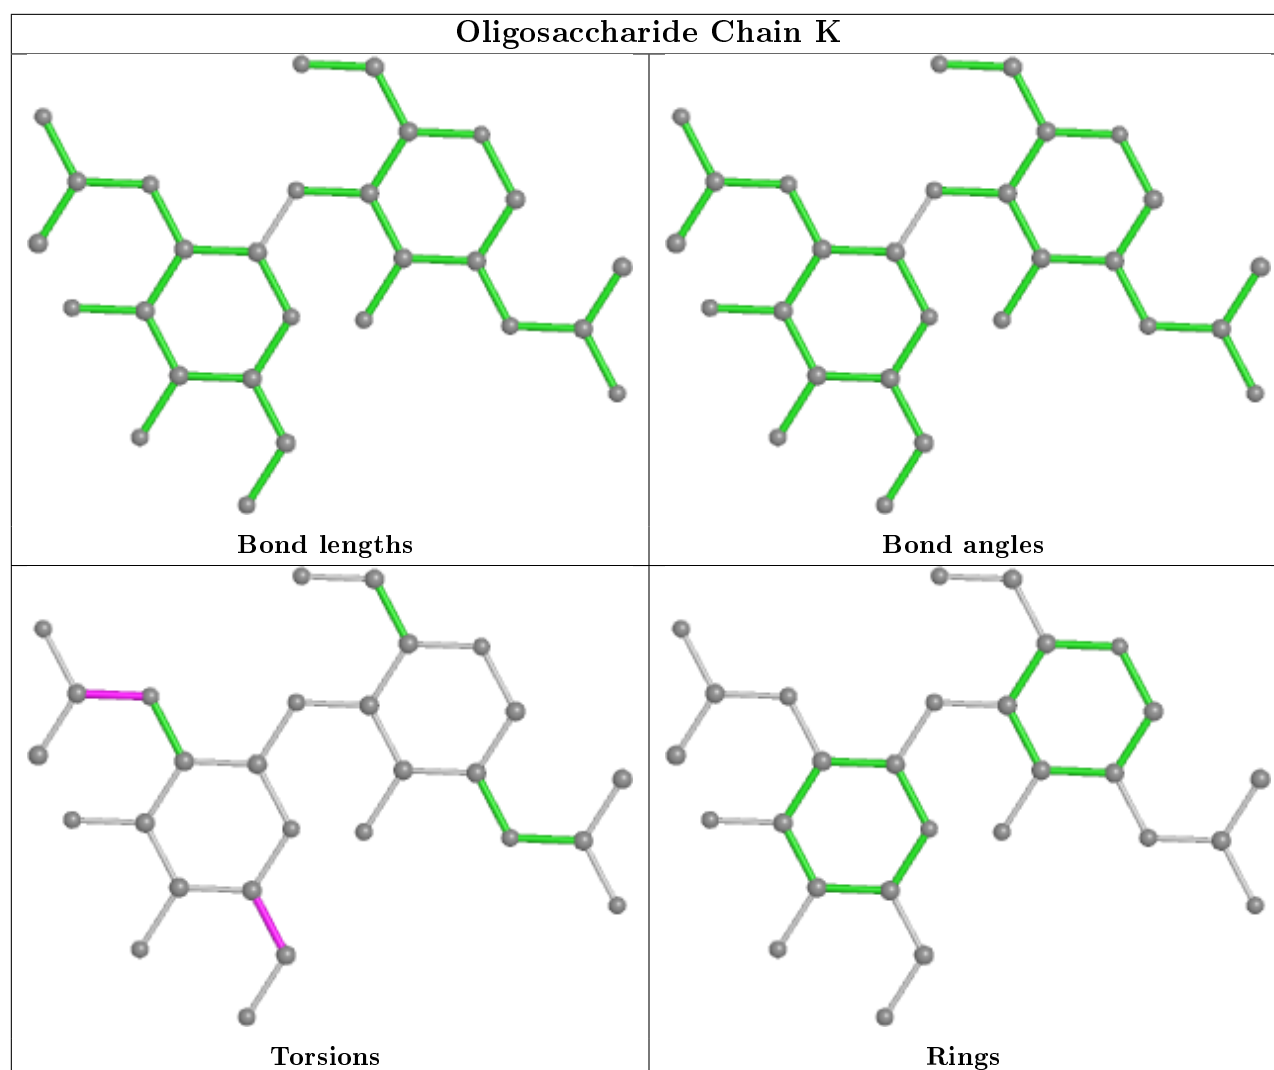 Oligosaccharide Chain K
Bond lengths
Bond angles
Torsions
Rings